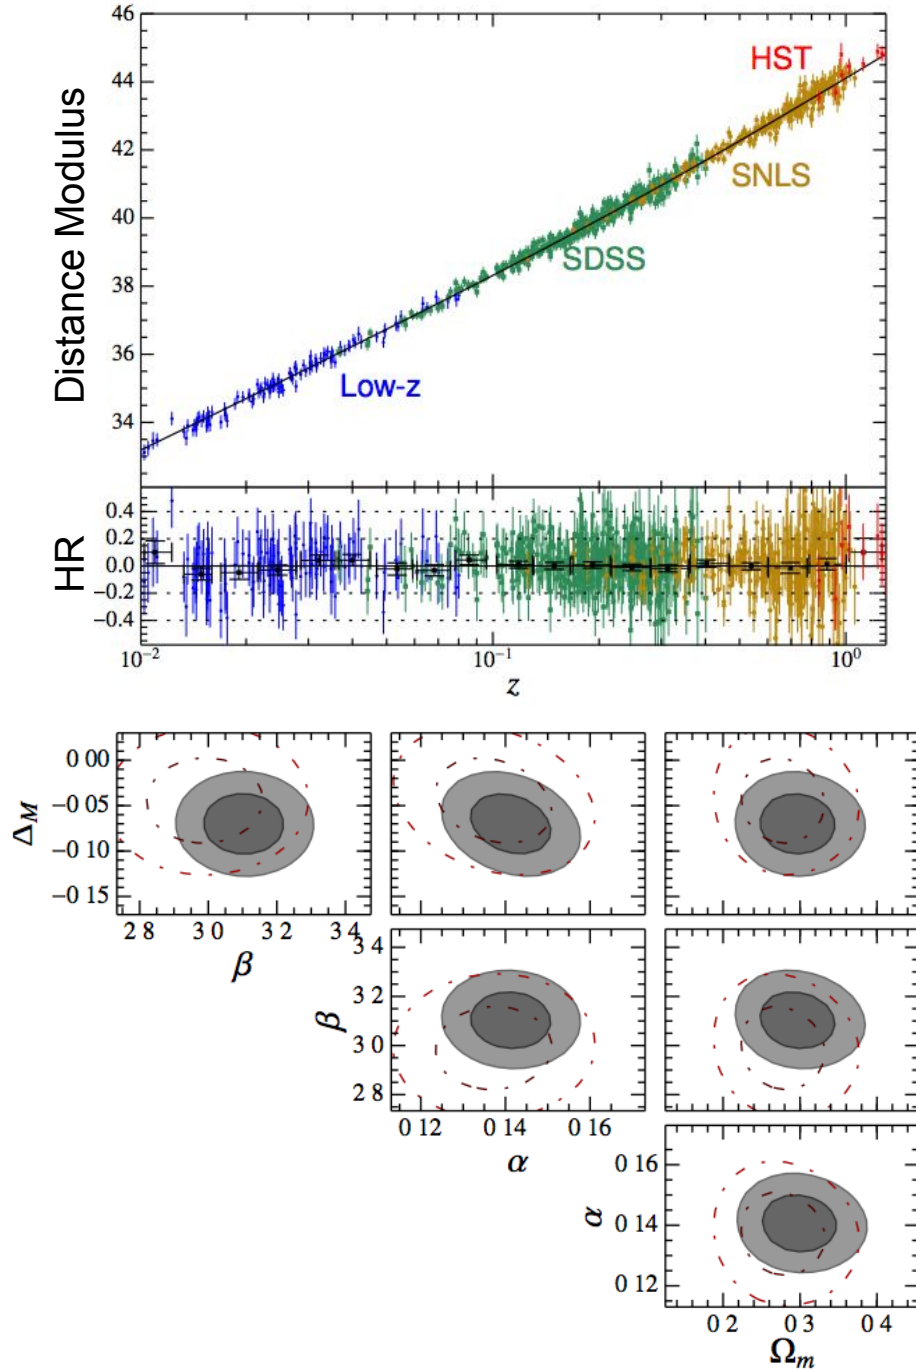 46
44
42
40
38
36
34
Distance Modulus
HST
SNLS
SDSS
Low-z
0.4
0.2
0.0
−0.2
−0.4
HR
10⁻² 10⁻¹ 10⁰
z
0 00
−0 05
−0 10
−0 15
Δ_M
2 8 3 0 3 2 3 4
β
3 4
3 2
3 0
2 8
β
0 12 0 14 0 16
α
0 16
0 14
0 12
α
0 2 0 3 0 4
Ω_m